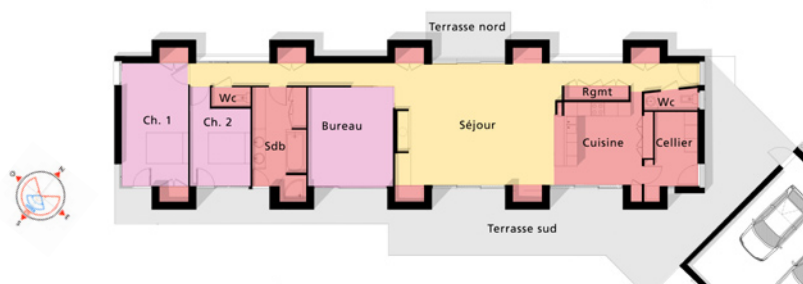 Terrasse nord
Rgmt
Wc
Wc
Ch. 1
Ch. 2
Sdb
Bureau
Séjour
Cuisine
Cellier
Terrasse sud
N
O
E
S